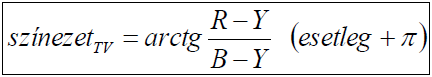 színezet_TV = arctg (R − Y)/(B − Y) (esetleg + π)